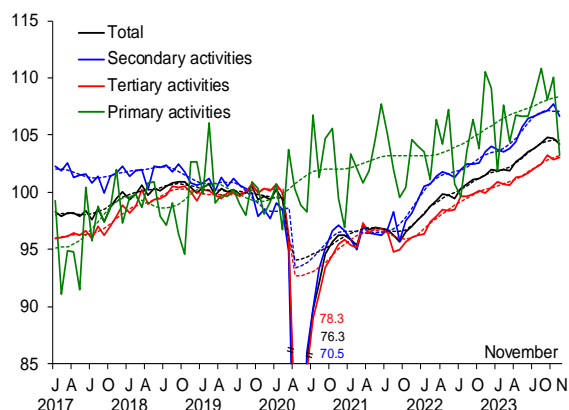 115
110
105
100
95
90
85
Total
Secondary activities
Tertiary activities
Primary activities
78.3
76.3
70.5
November
J A J O J A J O J A J O J A J O J A J O J A J O J A J O N
2017 2018 2019 2020 2021 2022 2023